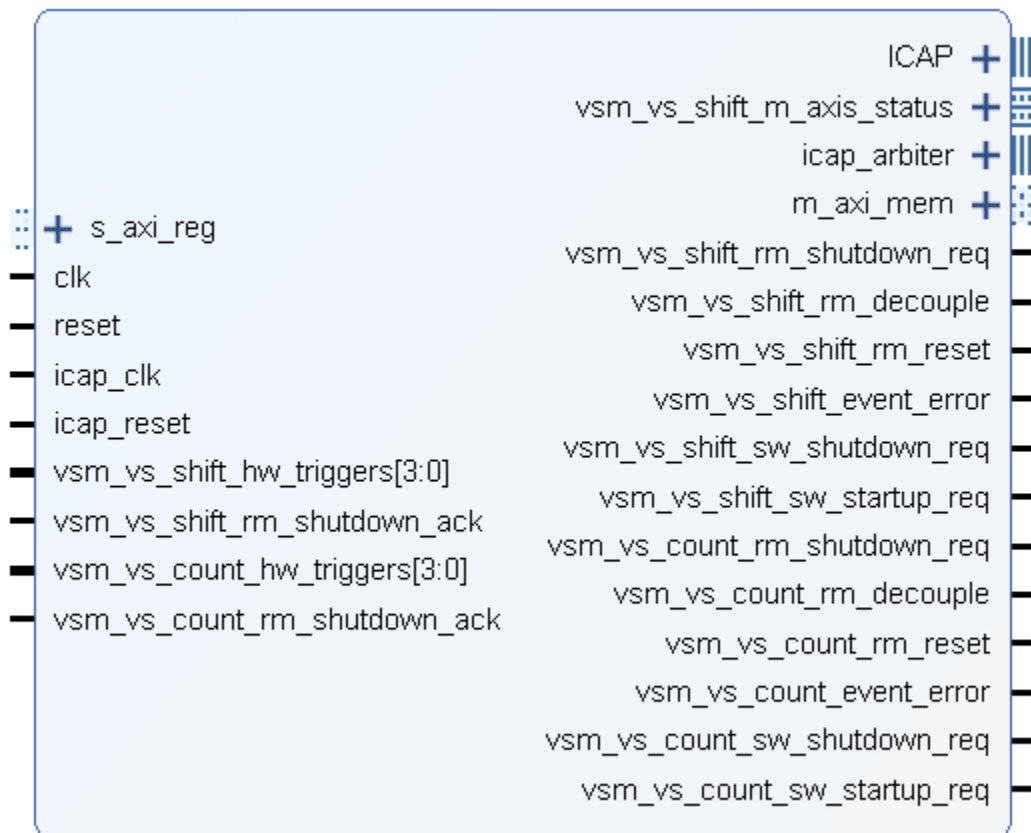 ICAP
vsm_vs_shift_m_axis_status
icap_arbiter
m_axi_mem
s_axi_reg
vsm_vs_shift_rm_shutdown_req
clk
vsm_vs_shift_rm_decouple
reset
vsm_vs_shift_rm_reset
icap_clk
vsm_vs_shift_event_error
icap_reset
vsm_vs_shift_sw_shutdown_req
vsm_vs_shift_hw_triggers[3:0]
vsm_vs_shift_sw_startup_req
vsm_vs_shift_rm_shutdown_ack
vsm_vs_count_rm_shutdown_req
vsm_vs_count_hw_triggers[3:0]
vsm_vs_count_rm_decouple
vsm_vs_count_rm_shutdown_ack
vsm_vs_count_rm_reset
vsm_vs_count_event_error
vsm_vs_count_sw_shutdown_req
vsm_vs_count_sw_startup_req